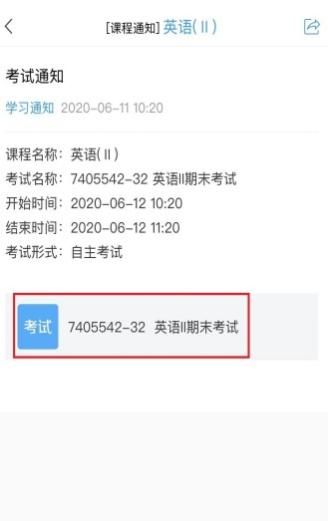 [课程通知] 英语(Ⅱ)
考试通知
学习通知 2020-06-11 10:20
课程名称：英语(Ⅱ)
考试名称：7405542-32 英语II期末考试
开始时间：2020-06-12 10:20
结束时间：2020-06-12 11:20
考试形式：自主考试
考试 7405542-32 英语II期末考试